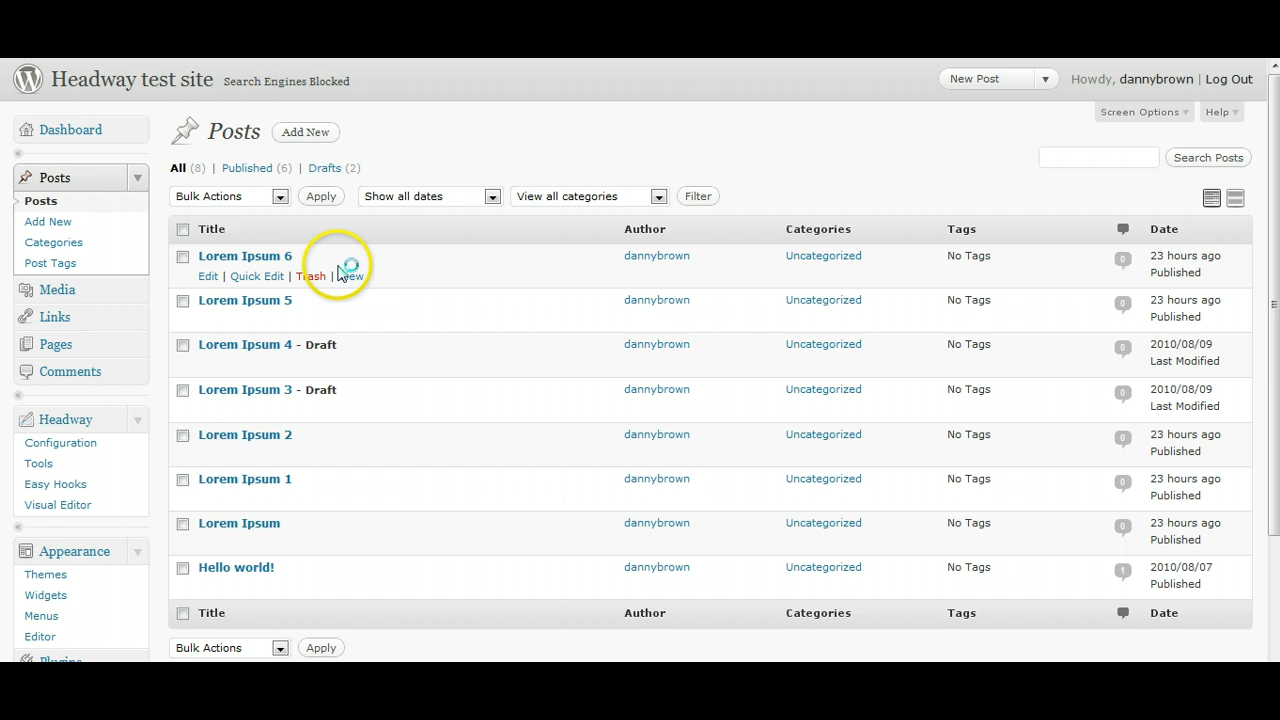 Headway test site Search Engines Blocked
New Post Howdy, dannybrown | Log Out
Screen Options Help
Dashboard
Posts
Posts
Add New
Categories
Post Tags
Media
Links
Pages
Comments
Headway
Configuration
Tools
Easy Hooks
Visual Editor
Appearance
Themes
Widgets
Menus
Editor
Plugins
Posts Add New
All (8) | Published (6) | Drafts (2)
Search Posts
Bulk Actions Apply Show all dates View all categories Filter
Title Author Categories Tags Date
Lorem Ipsum 6 dannybrown Uncategorized No Tags 0 23 hours ago
Edit | Quick Edit | Trash | View Published
Lorem Ipsum 5 dannybrown Uncategorized No Tags 0 23 hours ago
Published
Lorem Ipsum 4 - Draft dannybrown Uncategorized No Tags 0 2010/08/09
Last Modified
Lorem Ipsum 3 - Draft dannybrown Uncategorized No Tags 0 2010/08/09
Last Modified
Lorem Ipsum 2 dannybrown Uncategorized No Tags 0 23 hours ago
Published
Lorem Ipsum 1 dannybrown Uncategorized No Tags 0 23 hours ago
Published
Lorem Ipsum dannybrown Uncategorized No Tags 0 23 hours ago
Published
Hello world! dannybrown Uncategorized No Tags 1 2010/08/07
Published
Title Author Categories Tags Date
Bulk Actions Apply